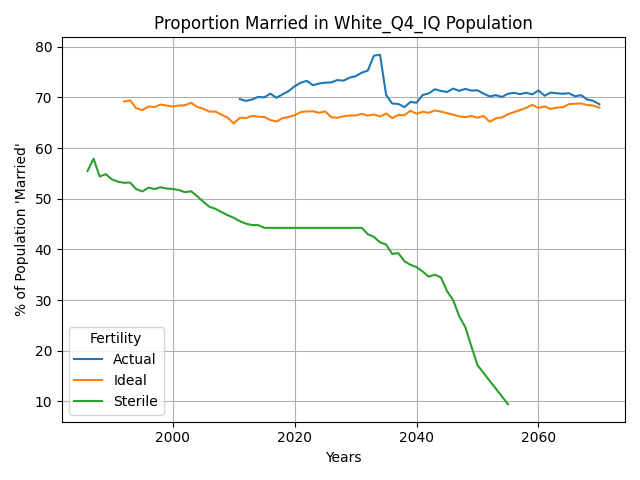 Proportion Married in White_Q4_IQ Population
% of Population 'Married'
80
70
60
50
40
30
20
10
Fertility
Actual
Ideal
Sterile
2000
2020
2040
2060
Years